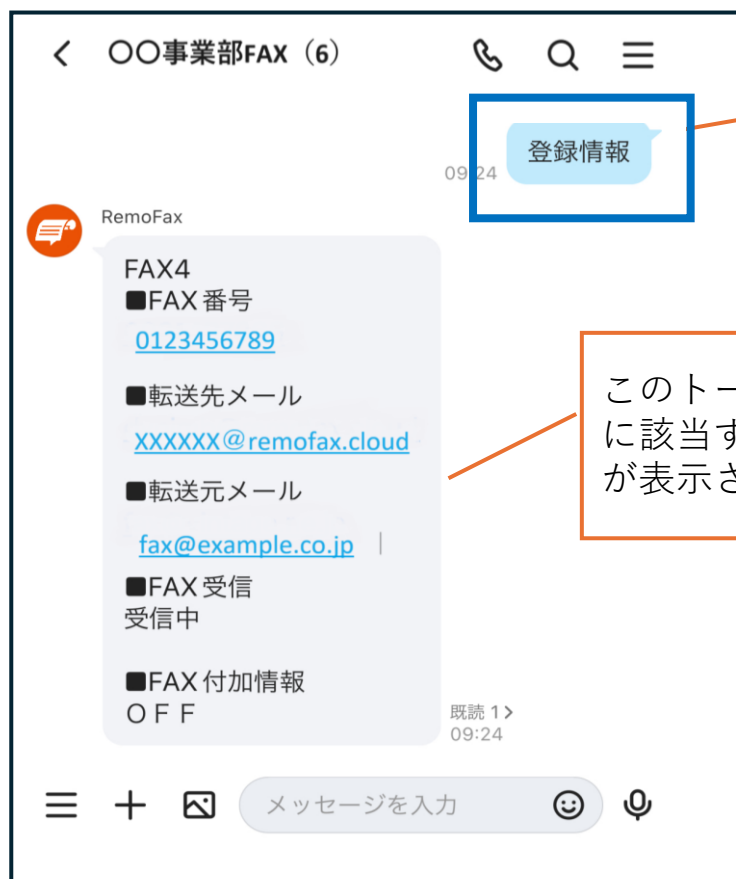 〇〇事業部FAX（6）
登録情報
09:24
RemoFax
FAX4
■FAX番号
0123456789
■転送先メール
XXXXXX＠remofax.cloud
■転送元メール
fax@example.co.jp
■FAX受信
受信中
■FAX付加情報
ＯＦＦ
既読 1
09:24
このトー
に該当す
が表示さ
メッセージを入力